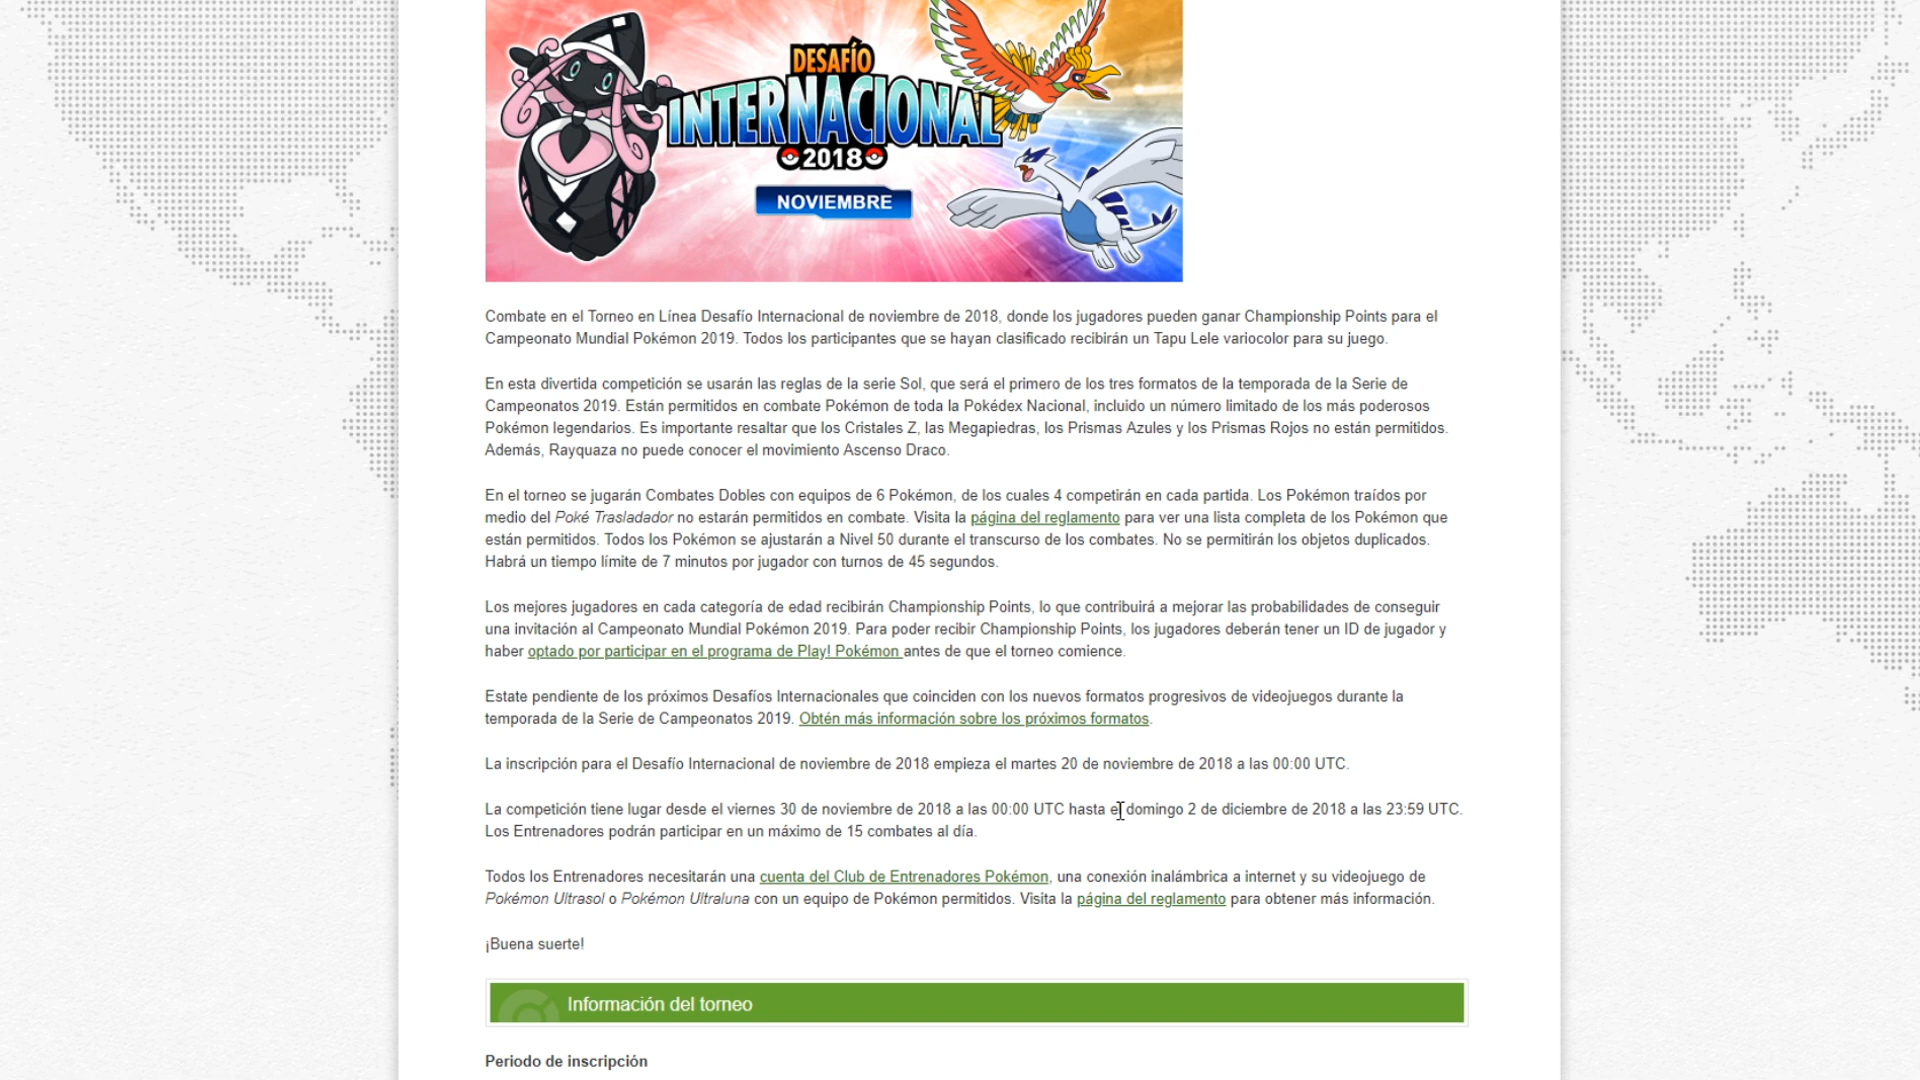 DESAFÍO
INTERNACIONAL
2018
NOVIEMBRE
Combate en el Torneo en Línea Desafío Internacional de noviembre de 2018, donde los jugadores pueden ganar Championship Points para el
Campeonato Mundial Pokémon 2019. Todos los participantes que se hayan clasificado recibirán un Tapu Lele variocolor para su juego.
En esta divertida competición se usarán las reglas de la serie Sol, que será el primero de los tres formatos de la temporada de la Serie de
Campeonatos 2019. Están permitidos en combate Pokémon de toda la Pokédex Nacional, incluido un número limitado de los más poderosos
Pokémon legendarios. Es importante resaltar que los Cristales Z, las Megapiedras, los Prismas Azules y los Prismas Rojos no están permitidos.
Además, Rayquaza no puede conocer el movimiento Ascenso Draco.
En el torneo se jugarán Combates Dobles con equipos de 6 Pokémon, de los cuales 4 competirán en cada partida. Los Pokémon traídos por
medio del Poké Trasladador no estarán permitidos en combate. Visita la página del reglamento para ver una lista completa de los Pokémon que
están permitidos. Todos los Pokémon se ajustarán a Nivel 50 durante el transcurso de los combates. No se permitirán los objetos duplicados.
Habrá un tiempo límite de 7 minutos por jugador con turnos de 45 segundos.
Los mejores jugadores en cada categoría de edad recibirán Championship Points, lo que contribuirá a mejorar las probabilidades de conseguir
una invitación al Campeonato Mundial Pokémon 2019. Para poder recibir Championship Points, los jugadores deberán tener un ID de jugador y
haber optado por participar en el programa de Play! Pokémon antes de que el torneo comience.
Estate pendiente de los próximos Desafíos Internacionales que coinciden con los nuevos formatos progresivos de videojuegos durante la
temporada de la Serie de Campeonatos 2019. Obtén más información sobre los próximos formatos.
La inscripción para el Desafío Internacional de noviembre de 2018 empieza el martes 20 de noviembre de 2018 a las 00:00 UTC.
La competición tiene lugar desde el viernes 30 de noviembre de 2018 a las 00:00 UTC hasta el domingo 2 de diciembre de 2018 a las 23:59 UTC.
Los Entrenadores podrán participar en un máximo de 15 combates al día.
Todos los Entrenadores necesitarán una cuenta del Club de Entrenadores Pokémon, una conexión inalámbrica a internet y su videojuego de
Pokémon Ultrasol o Pokémon Ultraluna con un equipo de Pokémon permitidos. Visita la página del reglamento para obtener más información.
¡Buena suerte!
Información del torneo
Periodo de inscripción